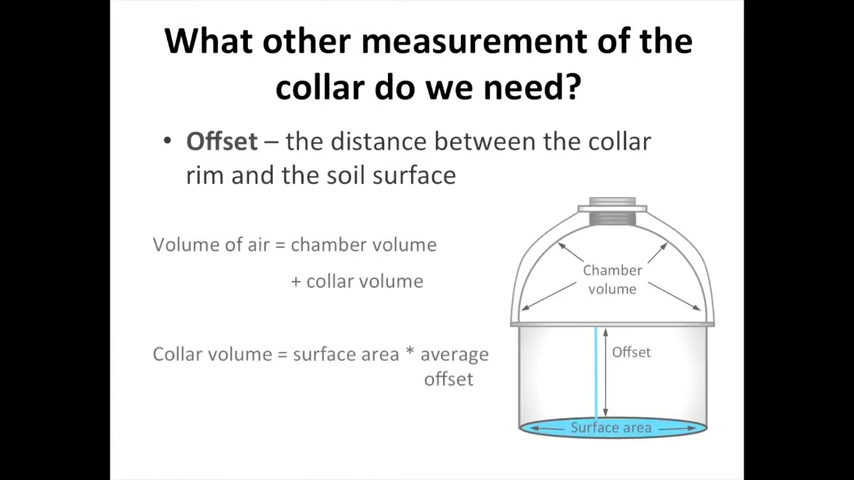 What other measurement of the
collar do we need?
• Offset – the distance between the collar
rim and the soil surface
Volume of air = chamber volume
+ collar volume
Collar volume = surface area * average
offset
Chamber
volume
Offset
Surface area